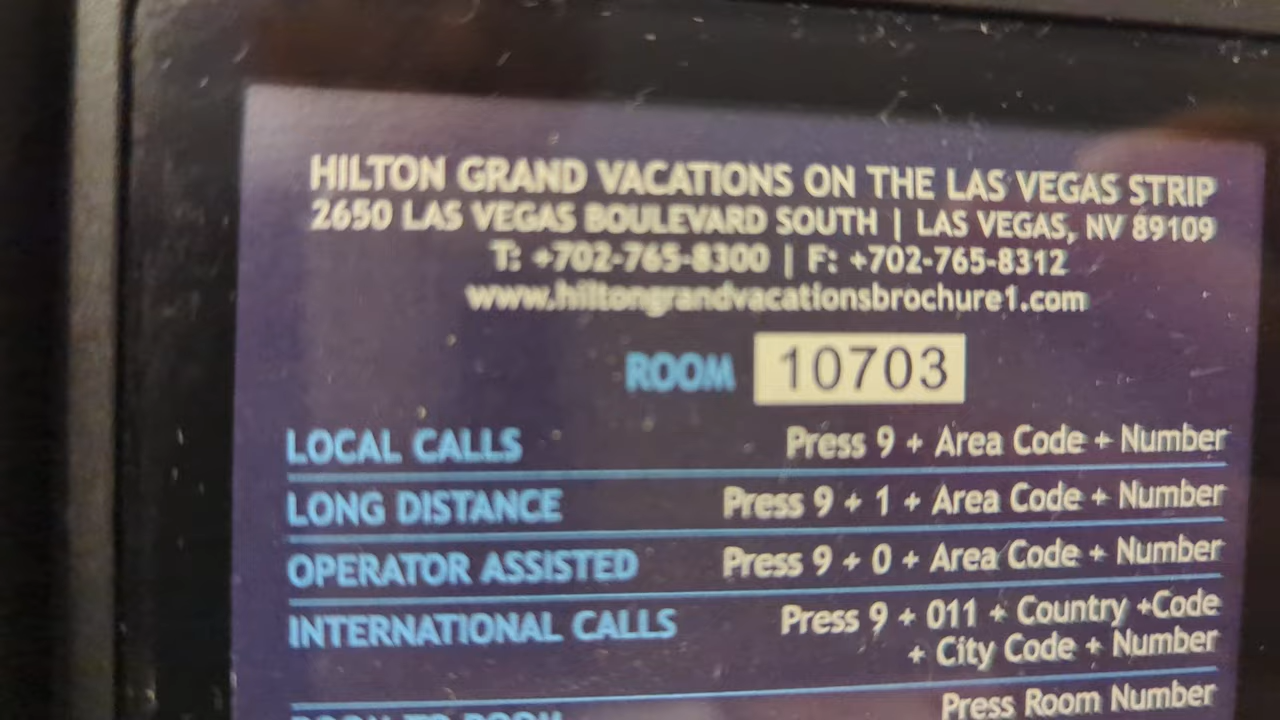 HILTON GRAND VACATIONS ON THE LAS VEGAS STRIP
2650 LAS VEGAS BOULEVARD SOUTH | LAS VEGAS, NV 89109
T: +702-765-8300 | F: +702-765-8312
www.hiltongrandvacationsbrochure1.com
ROOM 10703
LOCAL CALLS Press 9 + Area Code + Number
LONG DISTANCE Press 9 + 1 + Area Code + Number
OPERATOR ASSISTED Press 9 + 0 + Area Code + Number
INTERNATIONAL CALLS Press 9 + 011 + Country +Code
+ City Code + Number
ROOM TO ROOM Press Room Number